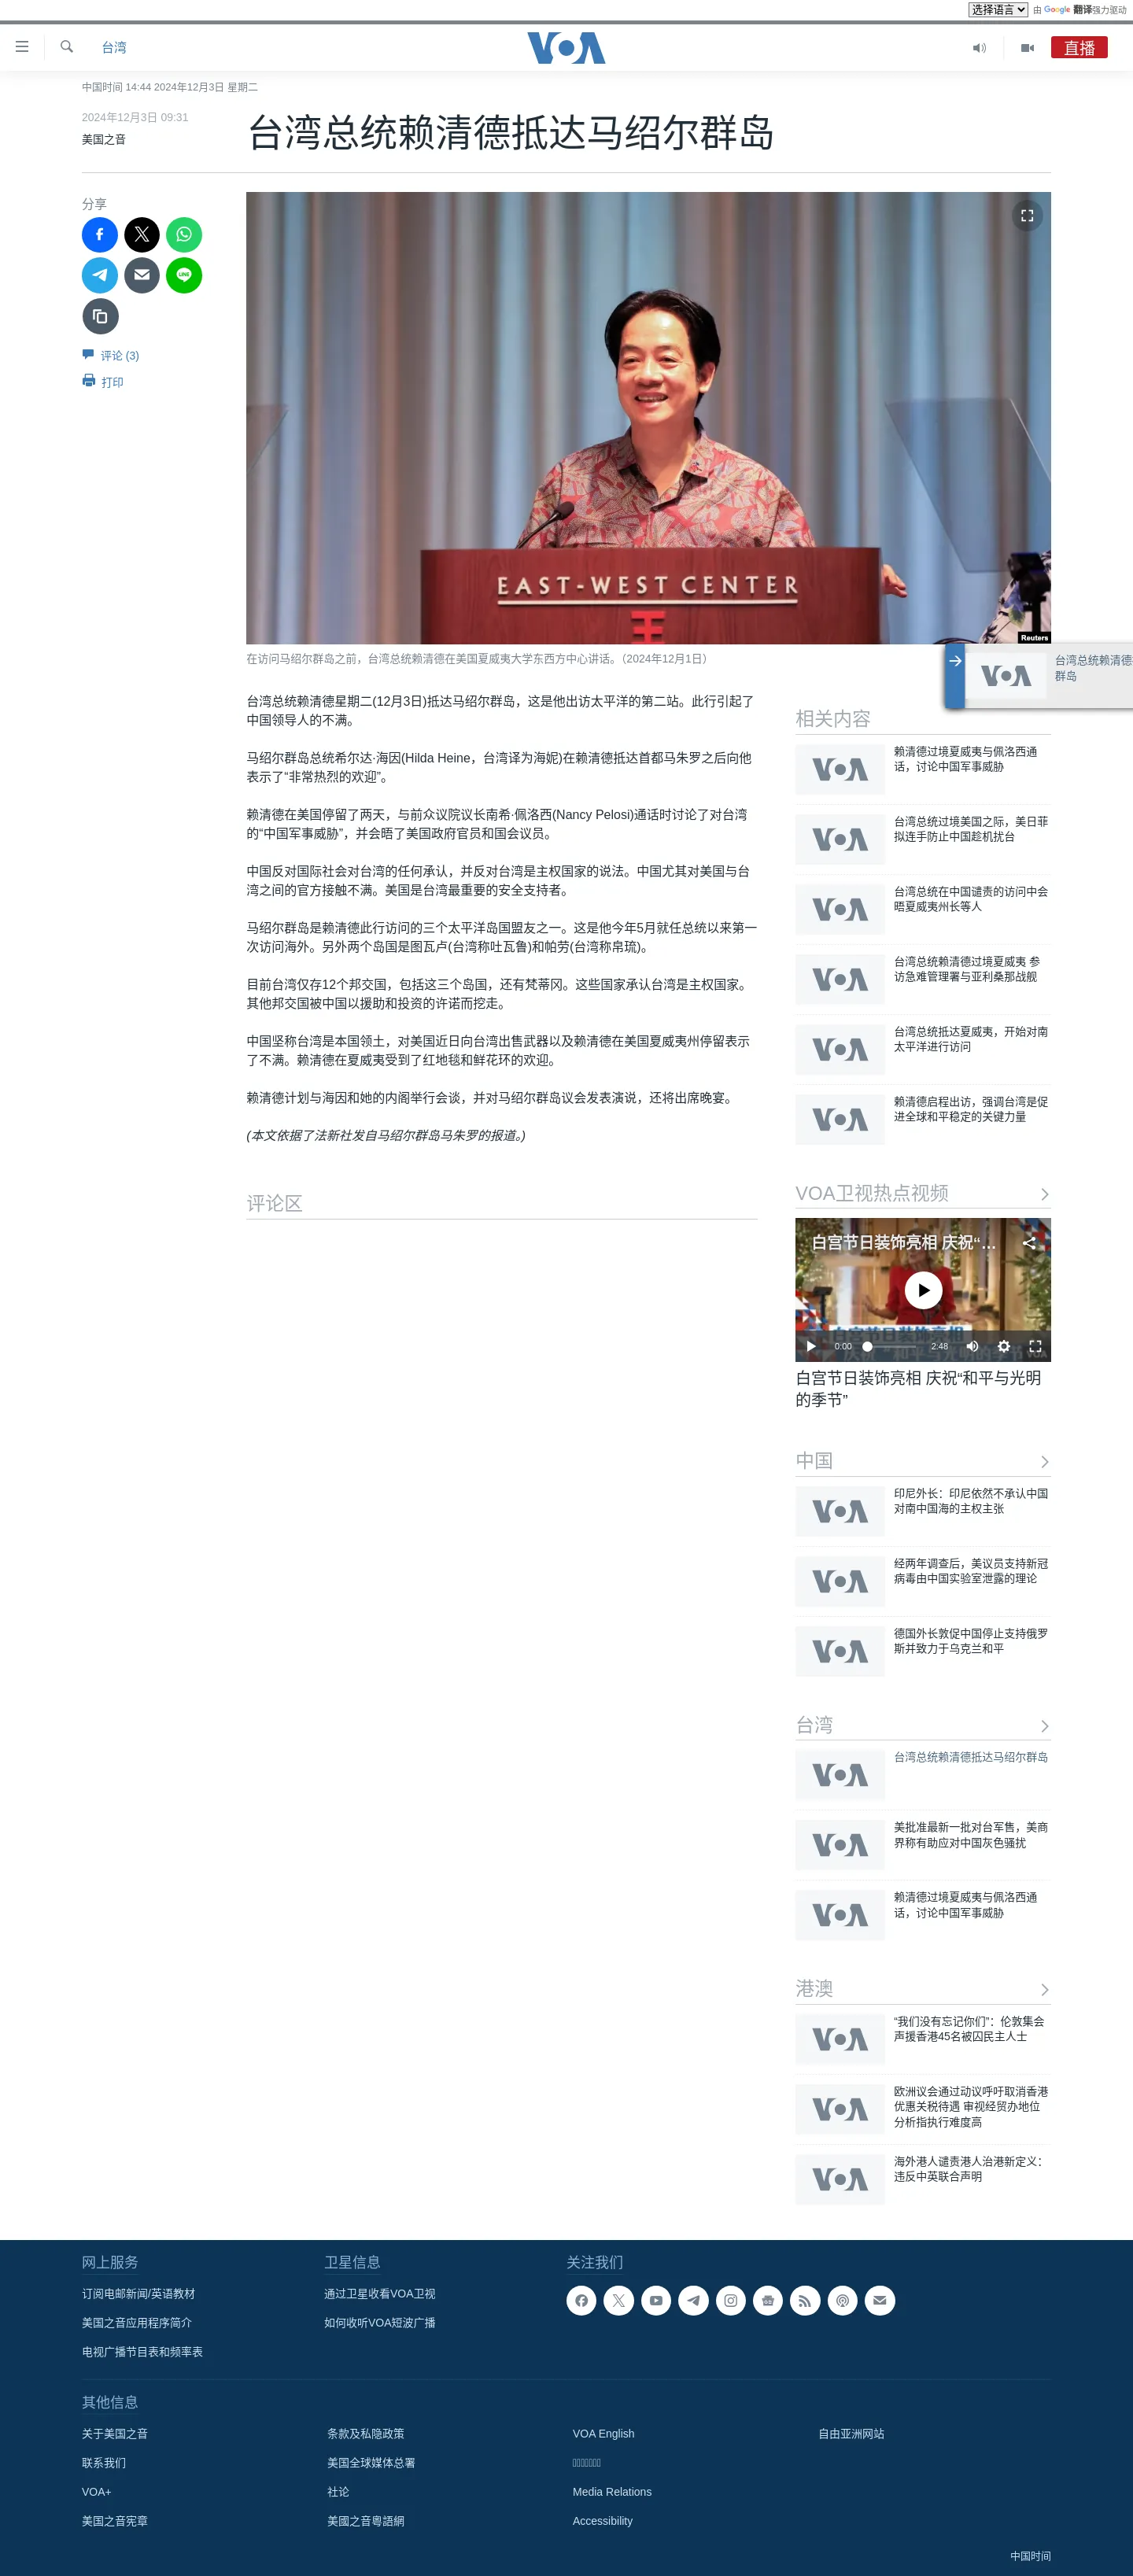 选择语言 由 Google 翻译强力驱动
台湾
VOA
直播
中国时间 14:44 2024年12月3日 星期二
2024年12月3日 09:31
美国之音
台湾总统赖清德抵达马绍尔群岛
分享
LINE
评论 (3)
打印
EAST-WEST CENTER
Reuters
在访问马绍尔群岛之前，台湾总统赖清德在美国夏威夷大学东西方中心讲话。（2024年12月1日）
台湾总统赖清德
群岛
VOA
台湾总统赖清德星期二(12月3日)抵达马绍尔群岛，这是他出访太平洋的第二站。此行引起了
中国领导人的不满。
马绍尔群岛总统希尔达·海因(Hilda Heine，台湾译为海妮)在赖清德抵达首都马朱罗之后向他
表示了“非常热烈的欢迎”。
赖清德在美国停留了两天，与前众议院议长南希·佩洛西(Nancy Pelosi)通话时讨论了对台湾
的“中国军事威胁”，并会晤了美国政府官员和国会议员。
中国反对国际社会对台湾的任何承认，并反对台湾是主权国家的说法。中国尤其对美国与台
湾之间的官方接触不满。美国是台湾最重要的安全支持者。
马绍尔群岛是赖清德此行访问的三个太平洋岛国盟友之一。这是他今年5月就任总统以来第一
次访问海外。另外两个岛国是图瓦卢(台湾称吐瓦鲁)和帕劳(台湾称帛琉)。
目前台湾仅存12个邦交国，包括这三个岛国，还有梵蒂冈。这些国家承认台湾是主权国家。
其他邦交国被中国以援助和投资的许诺而挖走。
中国坚称台湾是本国领土，对美国近日向台湾出售武器以及赖清德在美国夏威夷州停留表示
了不满。赖清德在夏威夷受到了红地毯和鲜花环的欢迎。
赖清德计划与海因和她的内阁举行会谈，并对马绍尔群岛议会发表演说，还将出席晚宴。
(本文依据了法新社发自马绍尔群岛马朱罗的报道。)
评论区
相关内容
VOA
赖清德过境夏威夷与佩洛西通
话，讨论中国军事威胁
VOA
台湾总统过境美国之际，美日菲
拟连手防止中国趁机扰台
VOA
台湾总统在中国谴责的访问中会
晤夏威夷州长等人
VOA
台湾总统赖清德过境夏威夷 参
访急难管理署与亚利桑那战舰
VOA
台湾总统抵达夏威夷，开始对南
太平洋进行访问
VOA
赖清德启程出访，强调台湾是促
进全球和平稳定的关键力量
VOA卫视热点视频
白宫节日装饰亮相 庆祝“...
0:00
2:48
白宫节日装饰亮相 庆祝“和平与光明
的季节”
中国
VOA
印尼外长：印尼依然不承认中国
对南中国海的主权主张
VOA
经两年调查后，美议员支持新冠
病毒由中国实验室泄露的理论
VOA
德国外长敦促中国停止支持俄罗
斯并致力于乌克兰和平
台湾
VOA
台湾总统赖清德抵达马绍尔群岛
VOA
美批准最新一批对台军售，美商
界称有助应对中国灰色骚扰
VOA
赖清德过境夏威夷与佩洛西通
话，讨论中国军事威胁
港澳
VOA
“我们没有忘记你们”：伦敦集会
声援香港45名被囚民主人士
VOA
欧洲议会通过动议呼吁取消香港
优惠关税待遇 审视经贸办地位
分析指执行难度高
VOA
海外港人谴责港人治港新定义：
违反中英联合声明
网上服务
订阅电邮新闻/英语教材
美国之音应用程序简介
电视广播节目表和频率表
卫星信息
通过卫星收看VOA卫视
如何收听VOA短波广播
关注我们
其他信息
关于美国之音
联系我们
VOA+
美国之音宪章
条款及私隐政策
美国全球媒体总署
社论
美國之音粵語網
VOA English
Media Relations
Accessibility
自由亚洲网站
中国时间